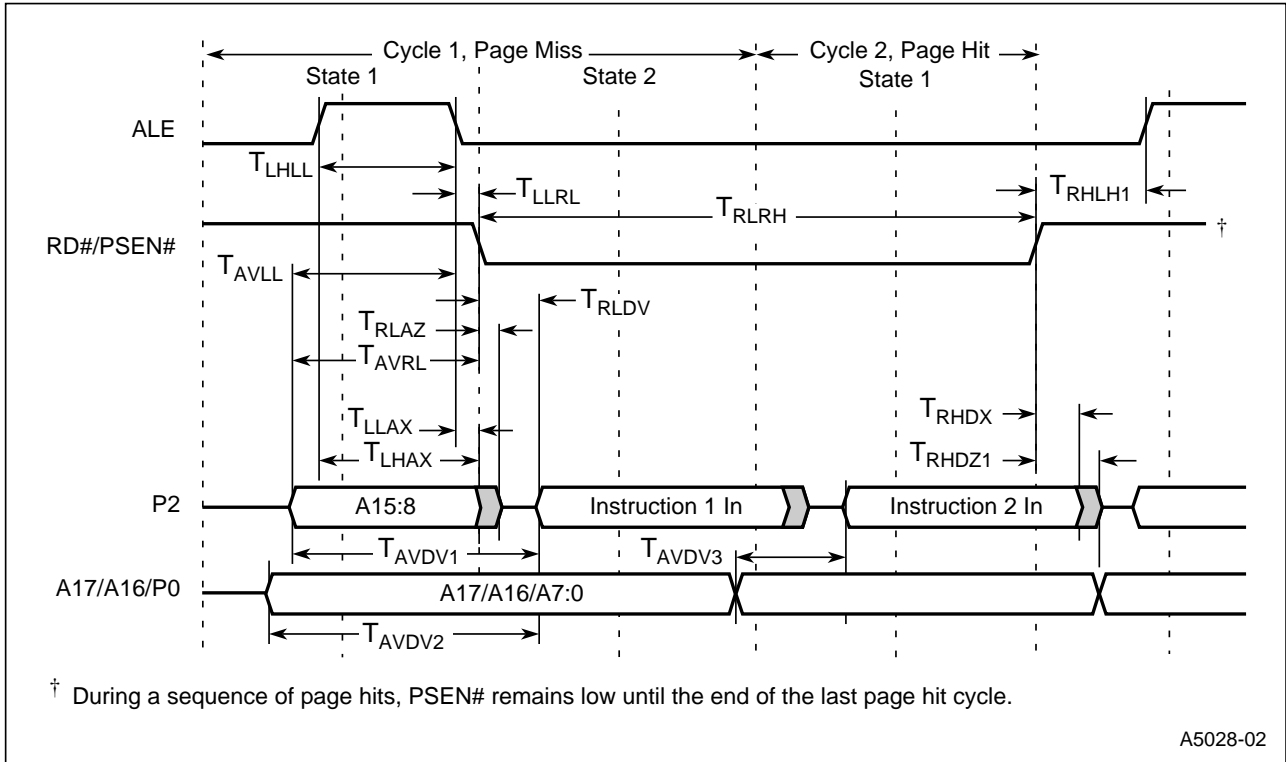 Cycle 1, Page Miss
Cycle 2, Page Hit
State 1
State 2
State 1
ALE
TLHLL
TLLRL
TRLRH
TRHLH1
RD#/PSEN#
†
TAVLL
TRLDV
TRLAZ
TAVRL
TLLAX
TRHDX
TLHAX
TRHDZ1
P2
A15:8
Instruction 1 In
Instruction 2 In
TAVDV1
TAVDV3
A17/A16/P0
A17/A16/A7:0
TAVDV2
† During a sequence of page hits, PSEN# remains low until the end of the last page hit cycle.
A5028-02